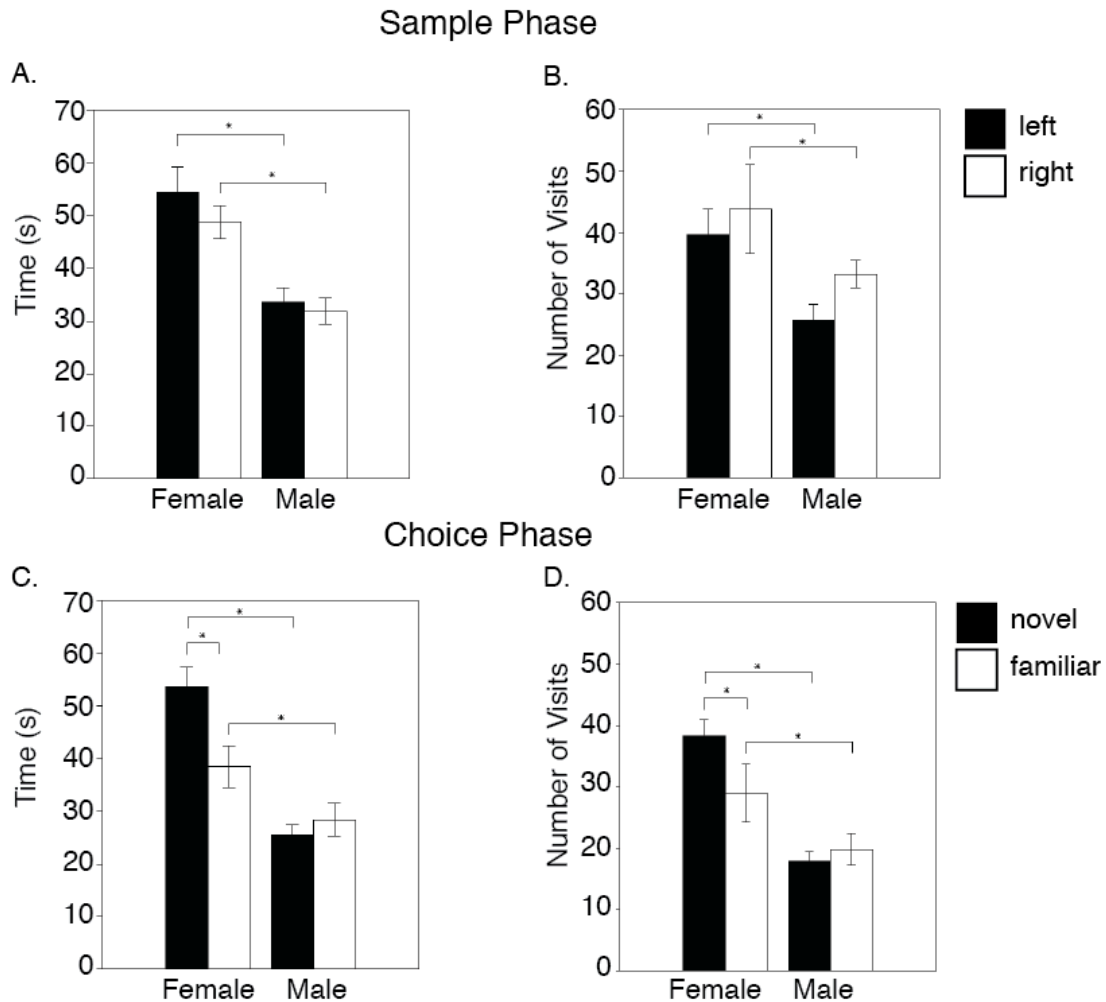 Sample Phase
A.
Time (s)
70
60
50
40
30
20
10
0
*
*
Female Male
B.
Number of Visits
60
50
40
30
20
10
0
*
*
Female Male
left
right
Choice Phase
C.
Time (s)
70
60
50
40
30
20
10
0
*
*
*
Female Male
D.
Number of Visits
60
50
40
30
20
10
0
*
*
*
Female Male
novel
familiar